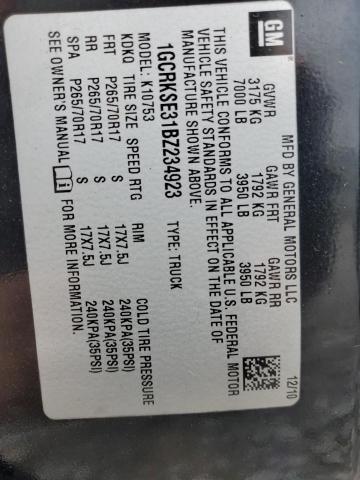 GM
MFD BY GENERAL MOTORS LLC 12/10
GVWR GAWR FRT GAWR RR
3175 KG 1792 KG 1792 KG
7000 LB 3950 LB 3950 LB
THIS VEHICLE CONFORMS TO ALL APPLICABLE U.S. FEDERAL MOTOR
VEHICLE SAFETY STANDARDS IN EFFECT ON THE DATE OF
MANUFACTURE SHOWN ABOVE.
1GCRKSE31BZ234923 TYPE: TRUCK
MODEL: K10753
KDKQ TIRE SIZE SPEED RTG RIM COLD TIRE PRESSURE
FRT P265/70R17 S 17X7.5J 240KPA(35PSI)
RR P265/70R17 S 17X7.5J 240KPA(35PSI)
SPA P265/70R17 S 17X7.5J 240KPA(35PSI)
SEE OWNER'S MANUAL FOR MORE INFORMATION.